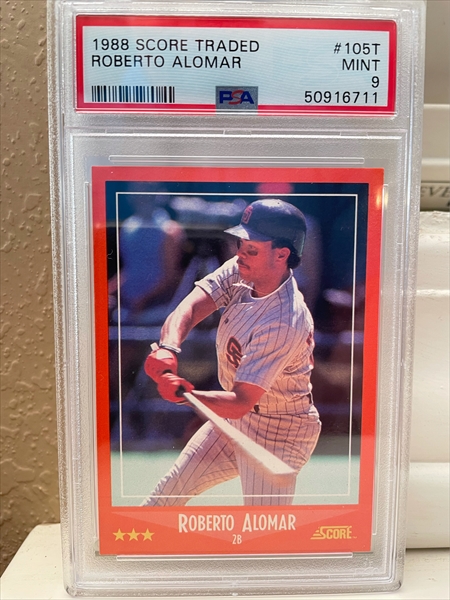 1988 SCORE TRADED #105T
ROBERTO ALOMAR MINT
9
PSA 50916711
ROBERTO ALOMAR
2B
SCORE